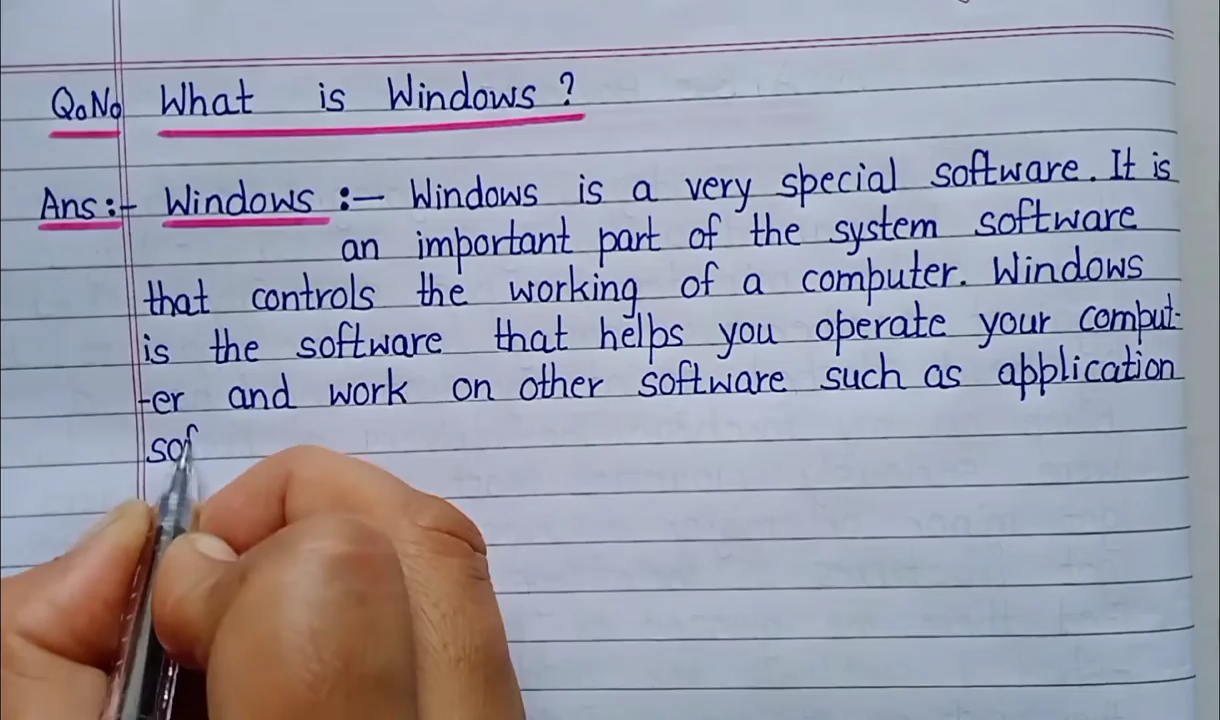 Q.No What is Windows ?
Ans :- Windows :- Windows is a very special software. It is
an important part of the system software
that controls the working of a computer. Windows
is the software that helps you operate your comput-
-er and work on other software such as application
sof